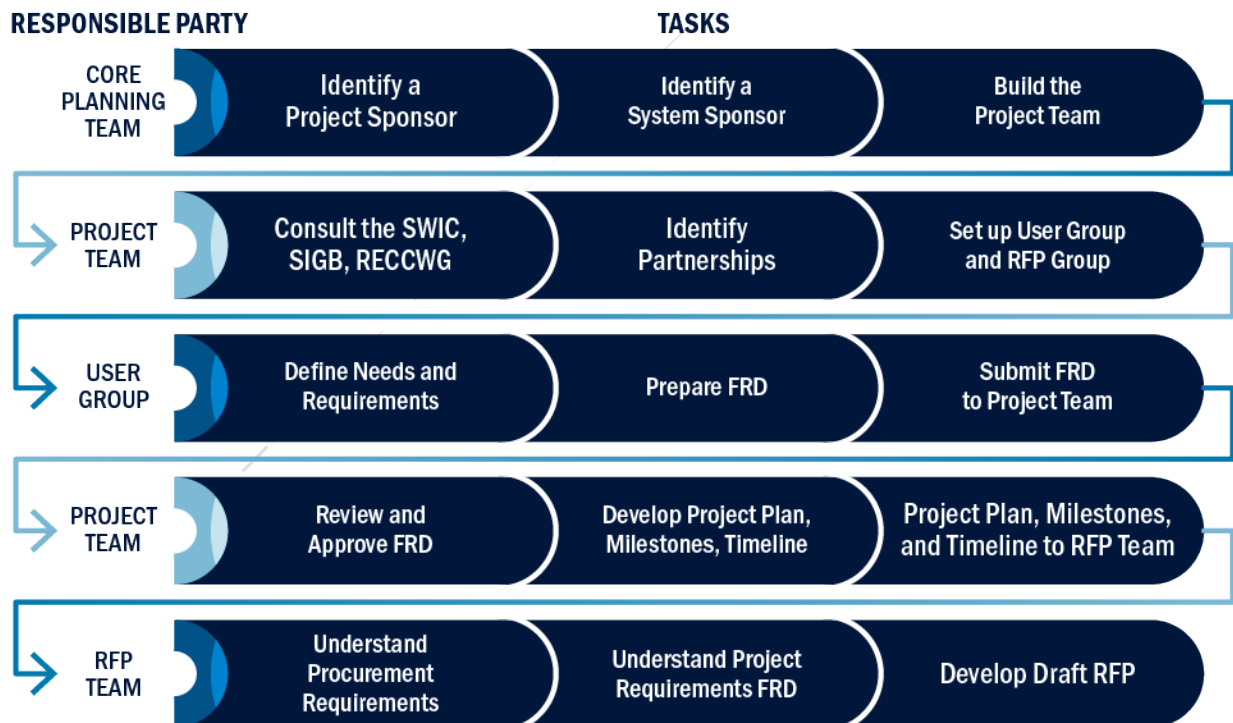 RESPONSIBLE PARTY
TASKS
CORE
PLANNING
TEAM
Identify a
Project Sponsor
Identify a
System Sponsor
Build the
Project Team
PROJECT
TEAM
Consult the SWIC,
SIGB, RECCWG
Identify
Partnerships
Set up User Group
and RFP Group
USER
GROUP
Define Needs and
Requirements
Prepare FRD
Submit FRD
to Project Team
PROJECT
TEAM
Review and
Approve FRD
Develop Project Plan,
Milestones, Timeline
Project Plan, Milestones,
and Timeline to RFP Team
RFP
TEAM
Understand
Procurement
Requirements
Understand Project
Requirements FRD
Develop Draft RFP